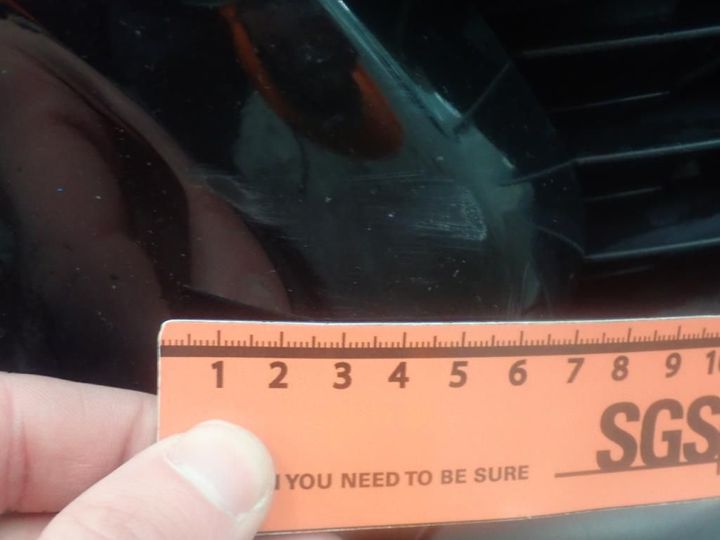 1 2 3 4 5 6 7 8 9
SGS
YOU NEED TO BE SURE